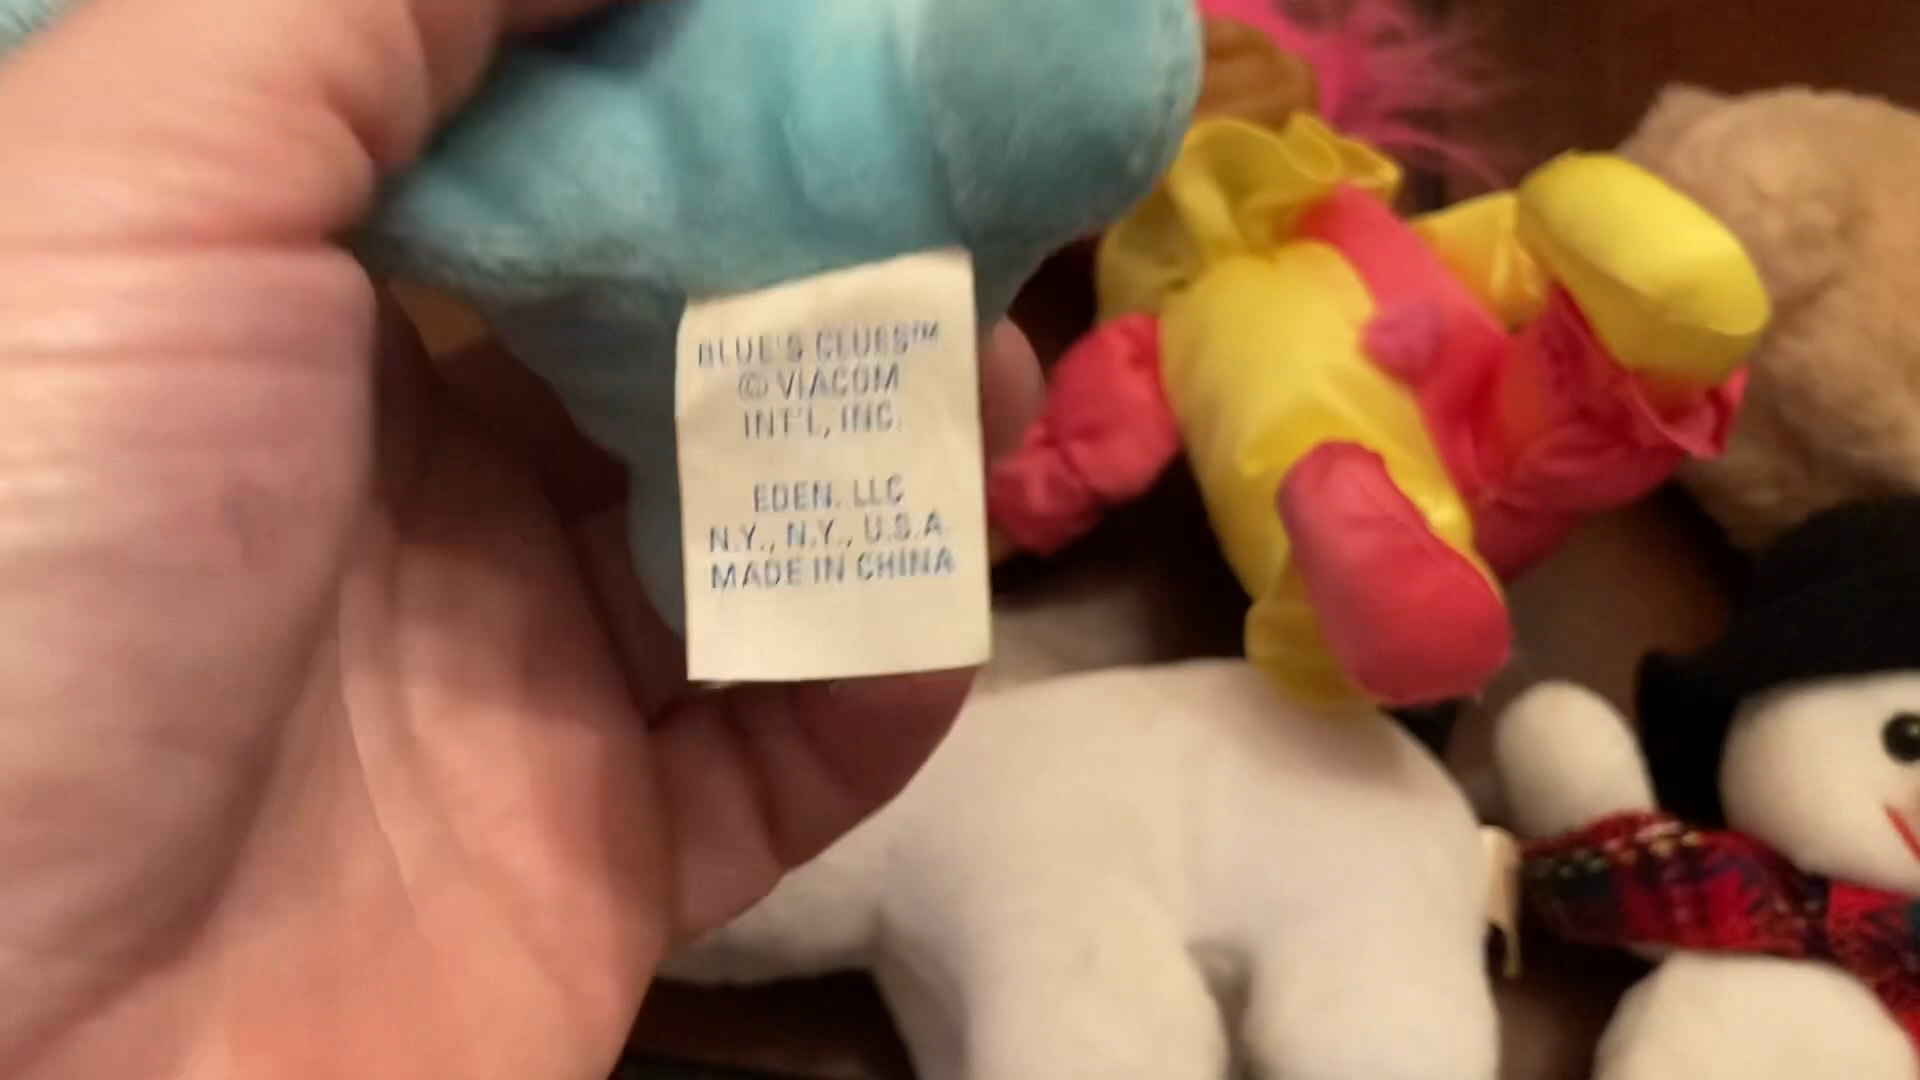 BLUE'S CLUES™
© VIACOM
INT'L, INC.
EDEN, LLC
N.Y., N.Y., U.S.A.
MADE IN CHINA